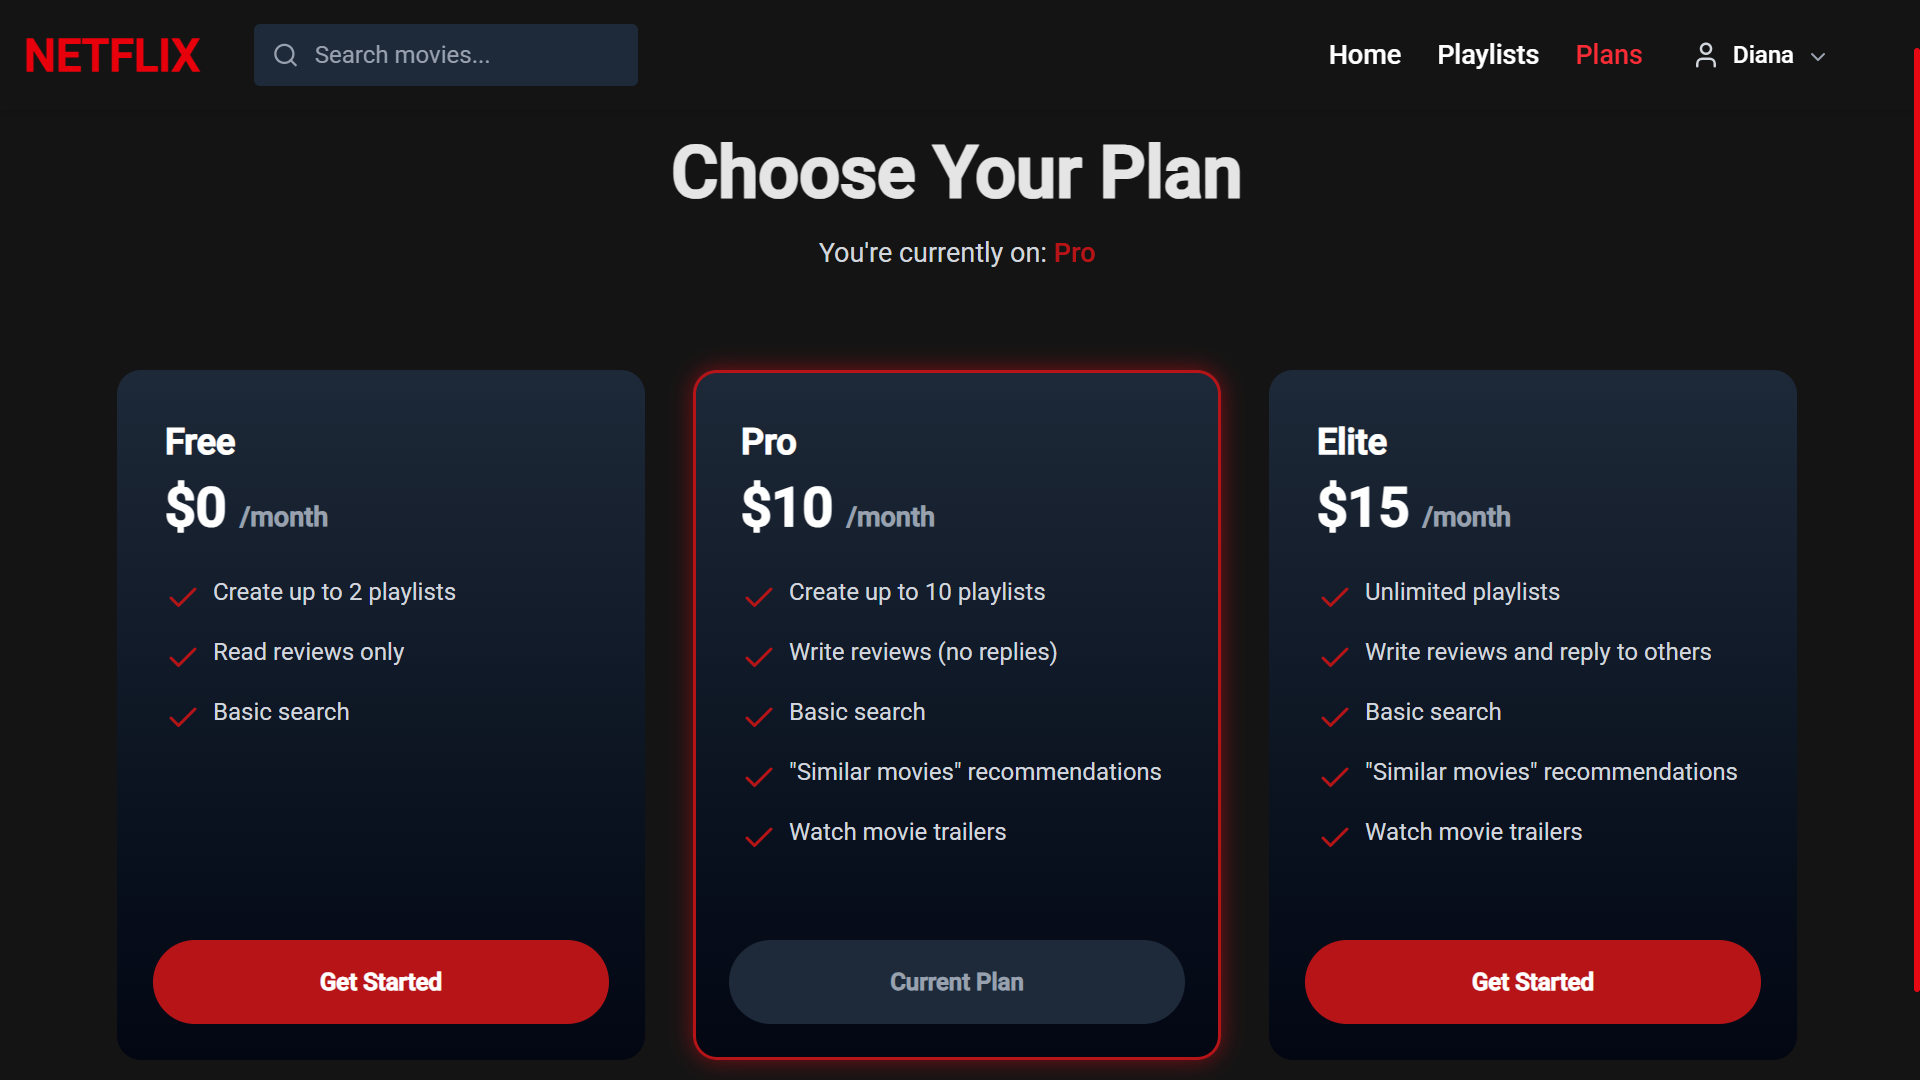 NETFLIX
Search movies...
Home
Playlists
Plans
Diana
Choose Your Plan
You're currently on: Pro
Free
$0 /month
Create up to 2 playlists
Read reviews only
Basic search
Get Started
Pro
$10 /month
Create up to 10 playlists
Write reviews (no replies)
Basic search
"Similar movies" recommendations
Watch movie trailers
Current Plan
Elite
$15 /month
Unlimited playlists
Write reviews and reply to others
Basic search
"Similar movies" recommendations
Watch movie trailers
Get Started